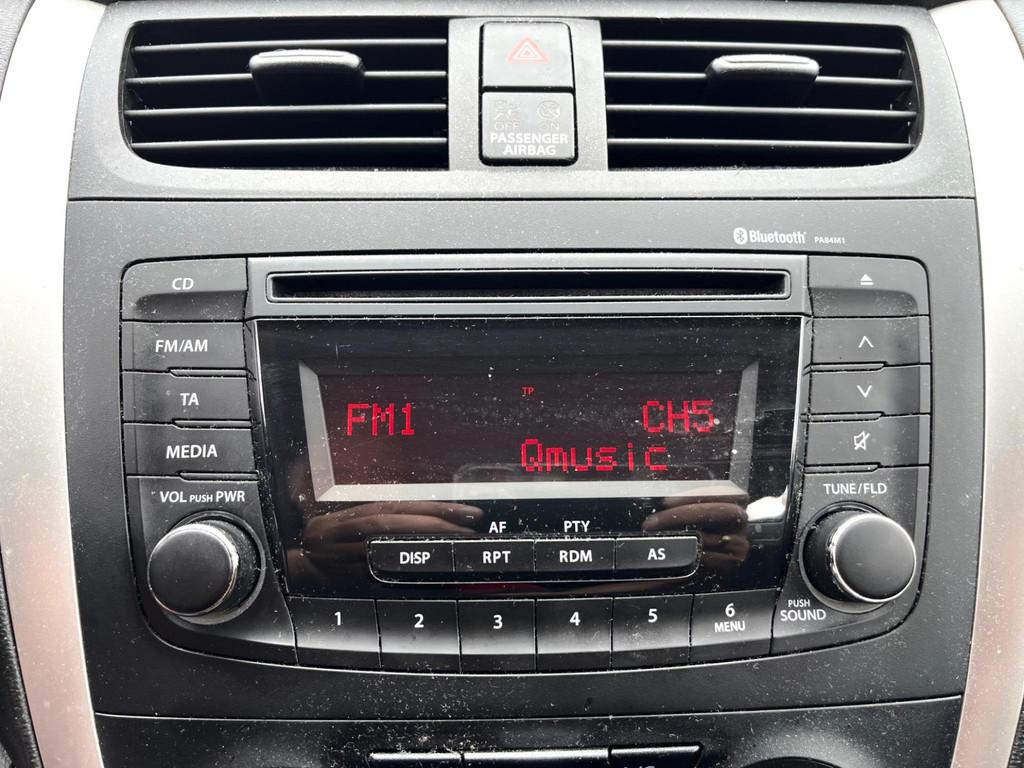 OFF ON
PASSENGER
AIRBAG
Bluetooth PA84M1
CD
FM/AM
TA
MEDIA
VOL PUSH PWR
TP
FM1 CH5
Qmusic
TUNE/FLD
AF PTY
DISP RPT RDM AS
1 2 3 4 5 6
MENU
PUSH
SOUND